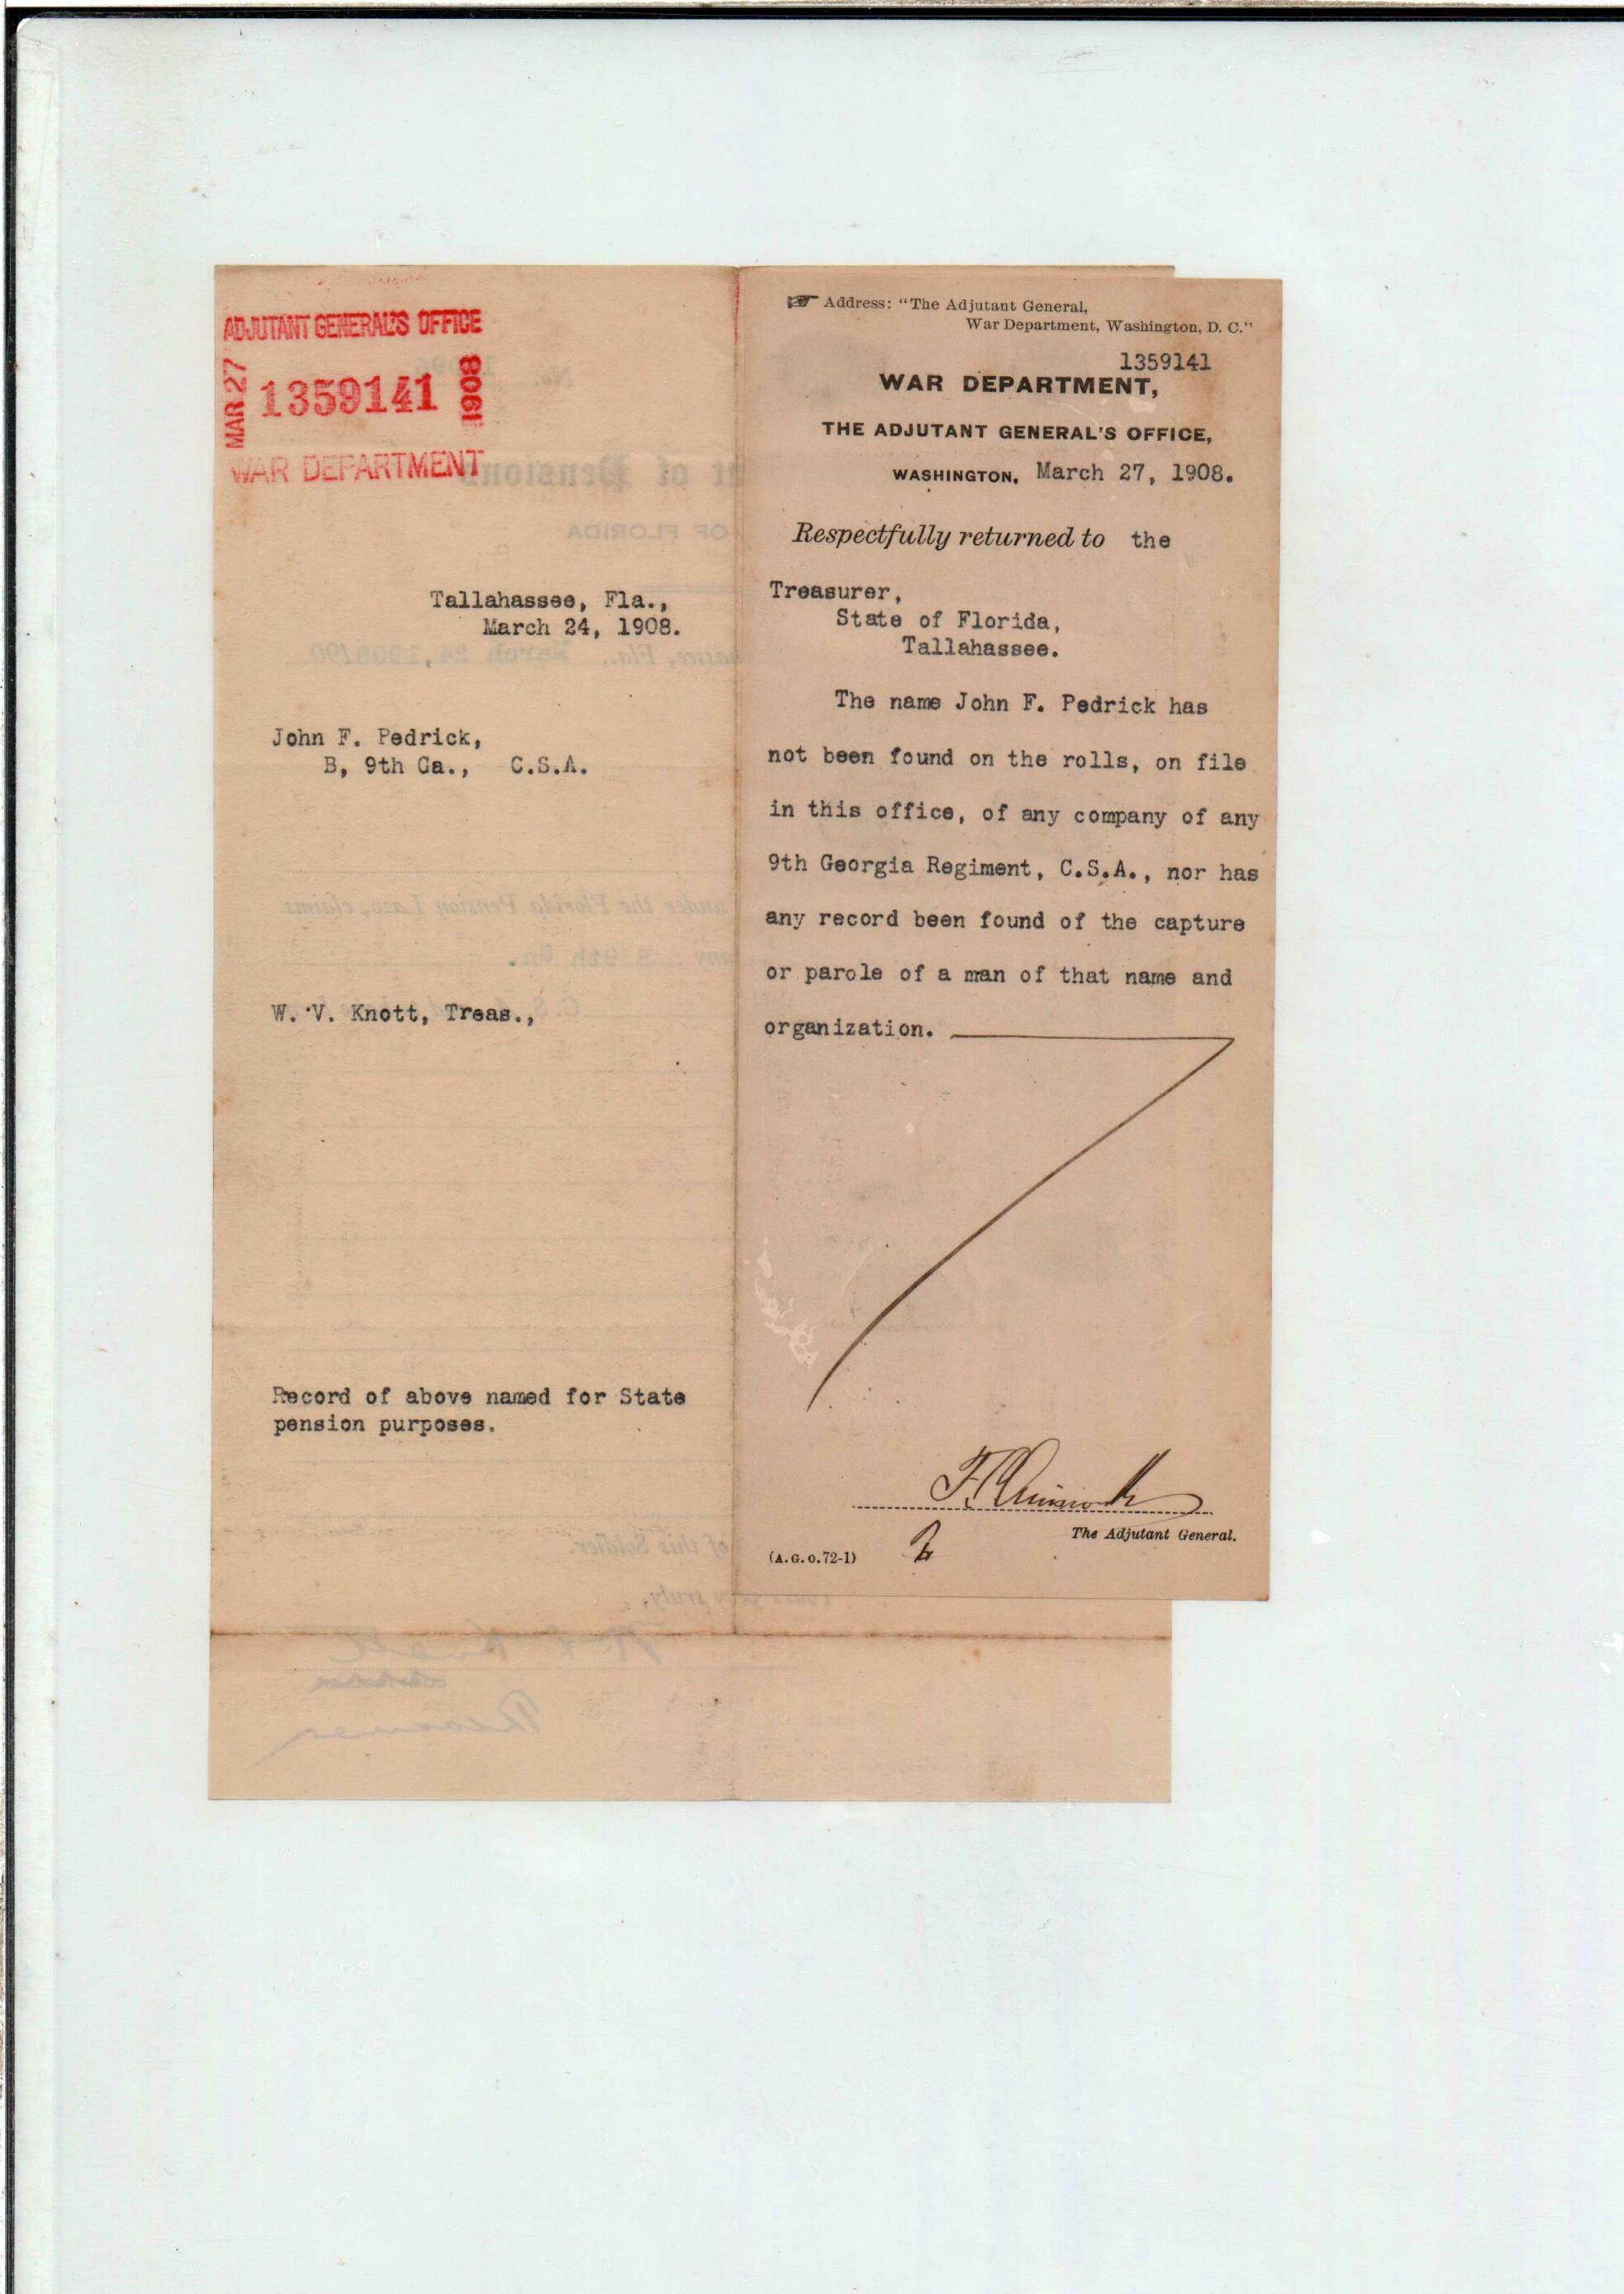 ADJUTANT GENERAL'S OFFICE
MAR 27 1359141 1908
WAR DEPARTMENT
Tallahassee, Fla.,
March 24, 1908.
John F. Pedrick,
B, 9th Ga., C.S.A.
W. V. Knott, Treas.,
Record of above named for State
pension purposes.
Address: "The Adjutant General,
War Department, Washington, D. C."
1359141
WAR DEPARTMENT,
THE ADJUTANT GENERAL'S OFFICE,
WASHINGTON, March 27, 1908.
Respectfully returned to the
Treasurer,
State of Florida,
Tallahassee.
The name John F. Pedrick has
not been found on the rolls, on file
in this office, of any company of any
9th Georgia Regiment, C.S.A., nor has
any record been found of the capture
or parole of a man of that name and
organization.
The Adjutant General.
(A.G.O.72-1)